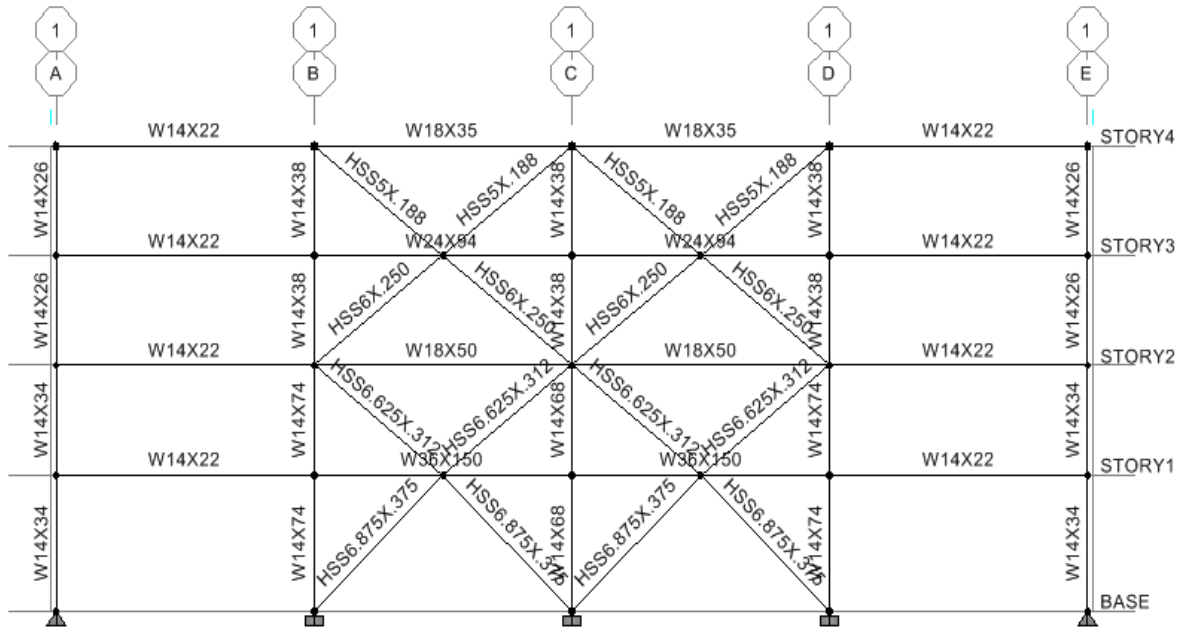 1 1 1 1 1
A B C D E
W14X22 W18X35 W18X35 W14X22
STORY4
W14X26 W14X38 HSS5X.188 HSS5X.188 W14X38 HSS5X.188 HSS5X.188 W14X38 W14X26
W14X22 W24X94 W24X94 W14X22
STORY3
W14X26 W14X38 HSS6X.250 HSS6X.250 W14X38 HSS6X.250 HSS6X.250 W14X38 W14X26
W14X22 W18X50 W18X50 W14X22
STORY2
W14X34 W14X74 HSS6.625X.312 HSS6.625X.312 W14X68 HSS6.625X.312 HSS6.625X.312 W14X74 W14X34
W14X22 W36X150 W36X150 W14X22
STORY1
W14X34 W14X74 HSS6.875X.375 HSS6.875X.375 W14X68 HSS6.875X.375 HSS6.875X.375 W14X74 W14X34
BASE